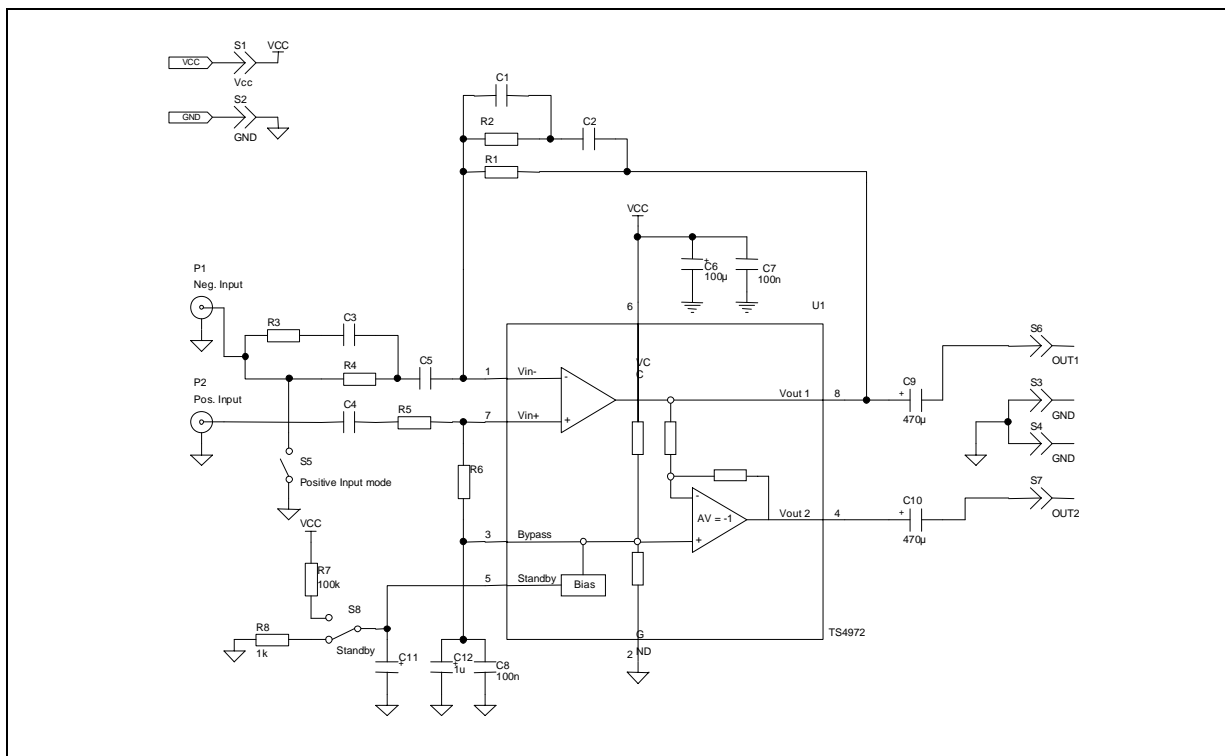 S1
VCC
VCC
Vcc
S2
GND
GND
C1
R2
C2
R1
VCC
+
C6
100µ
C7
100n
P1
Neg. Input
6
U1
R3
C3
S6
OUT1
R4
C5
VC
C
1
Vin-
-
P2
Pos. Input
C4
R5
7
Vin+
+
Vout 1
8
C9
+
470µ
S3
GND
S4
GND
S5
Positive Input mode
R6
S7
OUT2
-
AV = -1
+
Vout 2
4
C10
+
470µ
VCC
3
Bypass
R7
100k
5
Standby
Bias
S8
R8
1k
Standby
TS4972
G
ND
2
C11
+
C12
+
1u
C8
100n